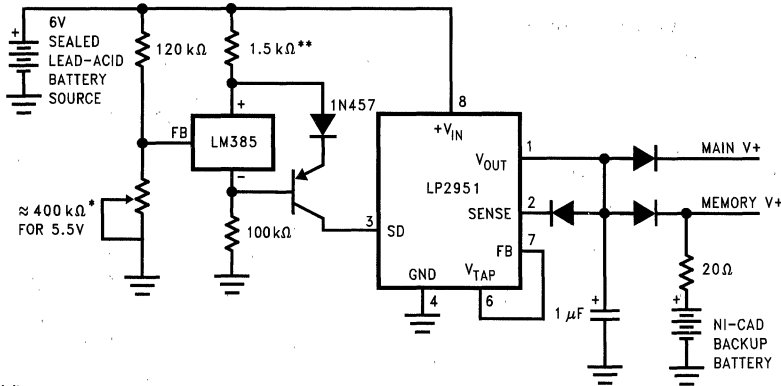 6V
SEALED
LEAD-ACID
BATTERY
SOURCE
+
120 kΩ
1.5 kΩ**
1N457
8
+VIN
FB
+
LM385
−
1
VOUT
MAIN V+
LP2951
≈ 400 kΩ*
FOR 5.5V
2
SENSE
MEMORY V+
3
SD
100kΩ
7
FB
20Ω
GND
VTAP
4
6
+
1 μF
+
NI-CAD
BACKUP
BATTERY